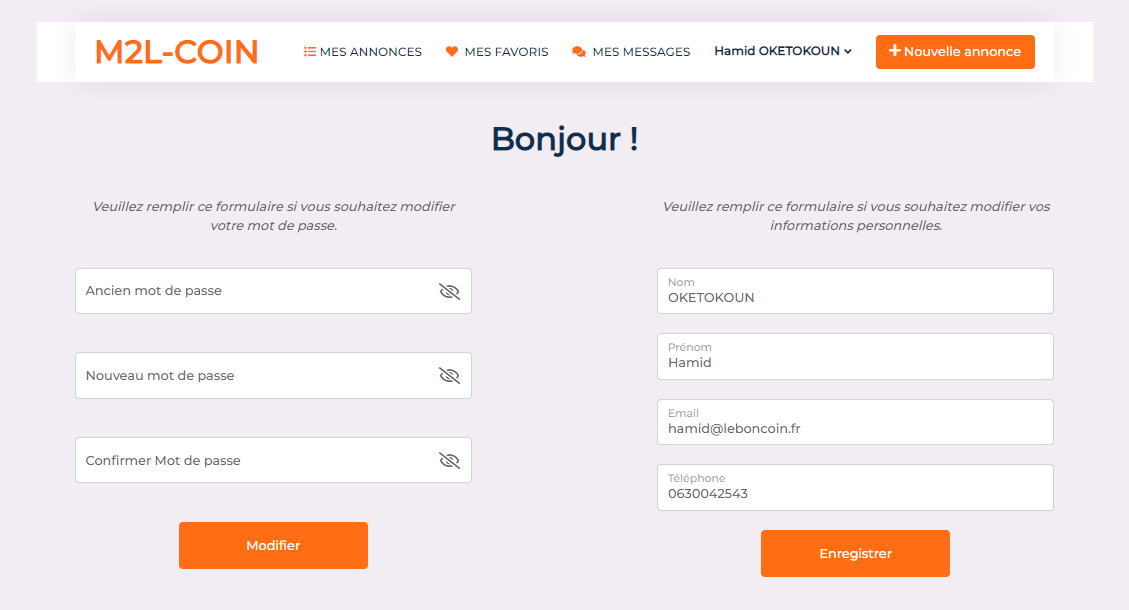 M2L-COIN
MES ANNONCES
MES FAVORIS
MES MESSAGES
Hamid OKETOKOUN
Nouvelle annonce
Bonjour !
Veuillez remplir ce formulaire si vous souhaitez modifier
votre mot de passe.
Ancien mot de passe
Nouveau mot de passe
Confirmer Mot de passe
Modifier
Veuillez remplir ce formulaire si vous souhaitez modifier vos
informations personnelles.
Nom
OKETOKOUN
Prénom
Hamid
Email
hamid@leboncoin.fr
Téléphone
0630042543
Enregistrer